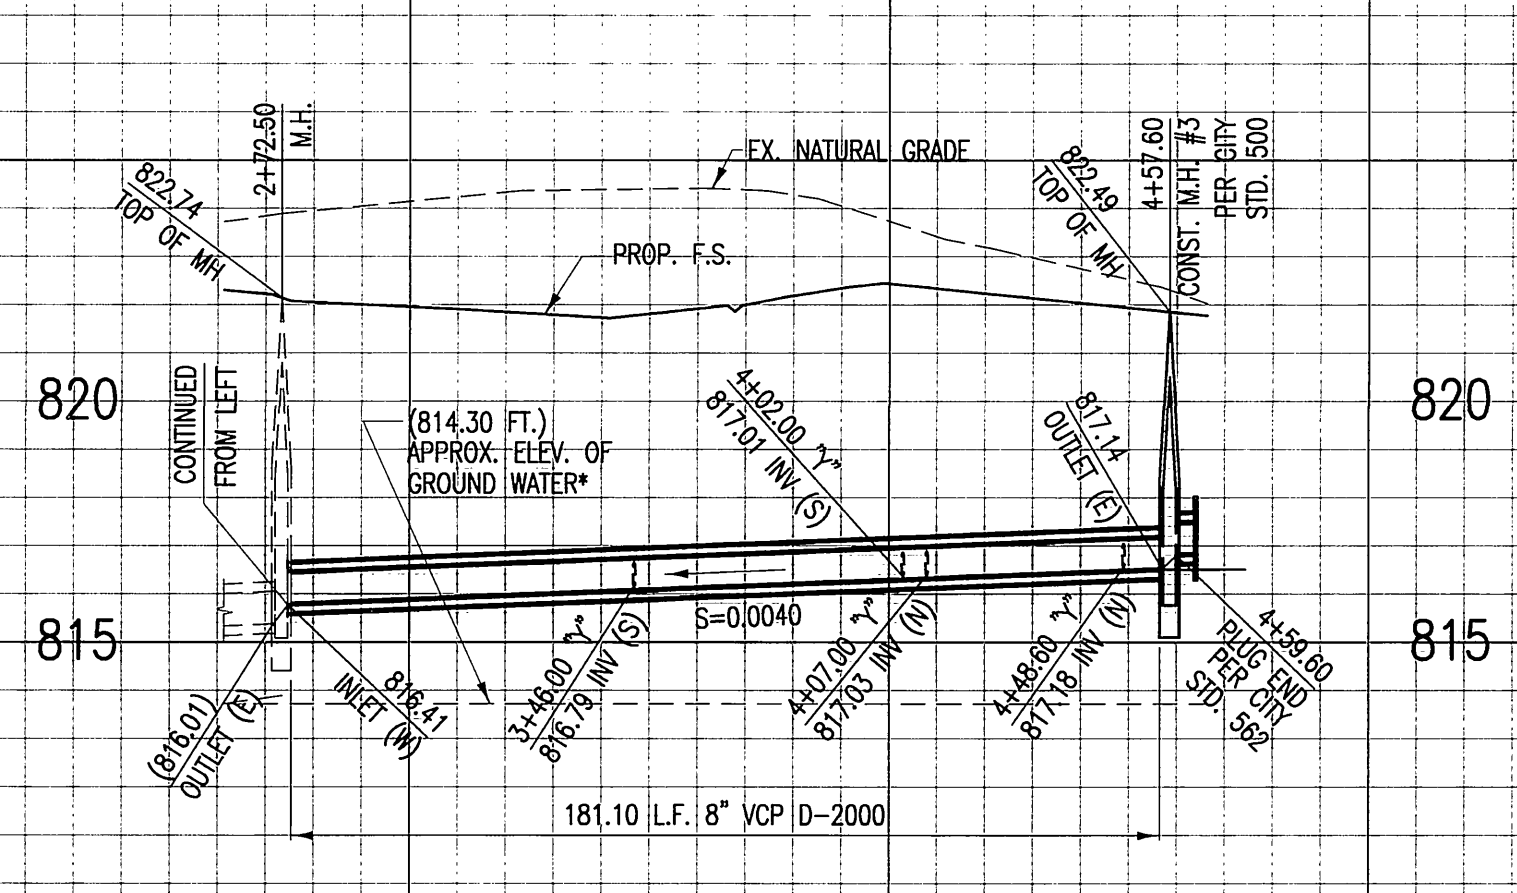 2+72.50
M.H.
822.74
TOP OF MH
EX. NATURAL GRADE
PROP. F.S.
822.49
TOP OF MH
4+57.60
CONST. M.H. #3
PER CITY
STD. 500
820
820
CONTINUED
FROM LEFT
(814.30 FT.)
APPROX. ELEV. OF
GROUND WATER*
4+02.00 "Y"
817.01 INV (S)
817.14
OUTLET (E)
S=0.0040
815
815
(816.01)
OUTLET (E)
816.41
INLET (W)
3+46.00 "Y"
816.79 INV (S)
4+07.00 "Y"
817.03 INV (N)
4+48.60 "Y"
817.18 INV (N)
4+59.60
PLUG END
PER CITY
STD. 562
181.10 L.F. 8" VCP D-2000